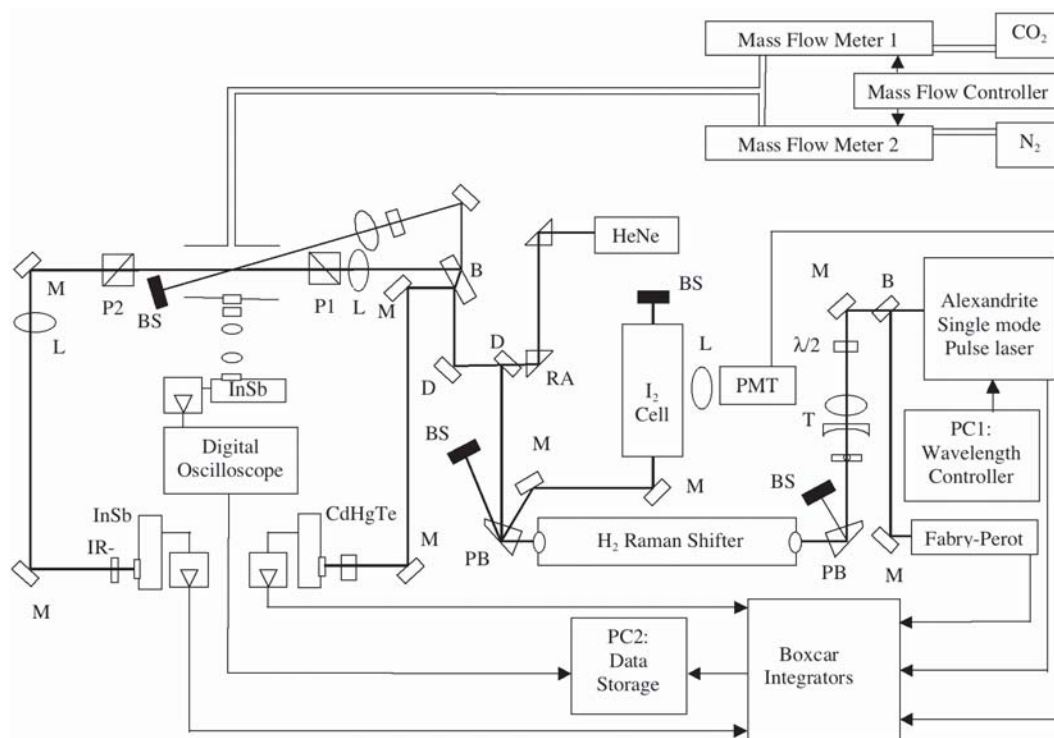 Mass Flow Meter 1
CO₂
Mass Flow Controller
Mass Flow Meter 2
N₂
HeNe
M
P2
BS
P1
L
M
B
BS
M
B
Alexandrite
Single mode
Pulse laser
L
InSb
D
D
RA
I₂
Cell
L
PMT
λ/2
T
PC1:
Wavelength
Controller
Digital
Oscilloscope
BS
M
M
BS
InSb
IR-
CdHgTe
M
PB
H₂ Raman Shifter
PB
M
Fabry-Perot
M
PC2:
Data
Storage
Boxcar
Integrators